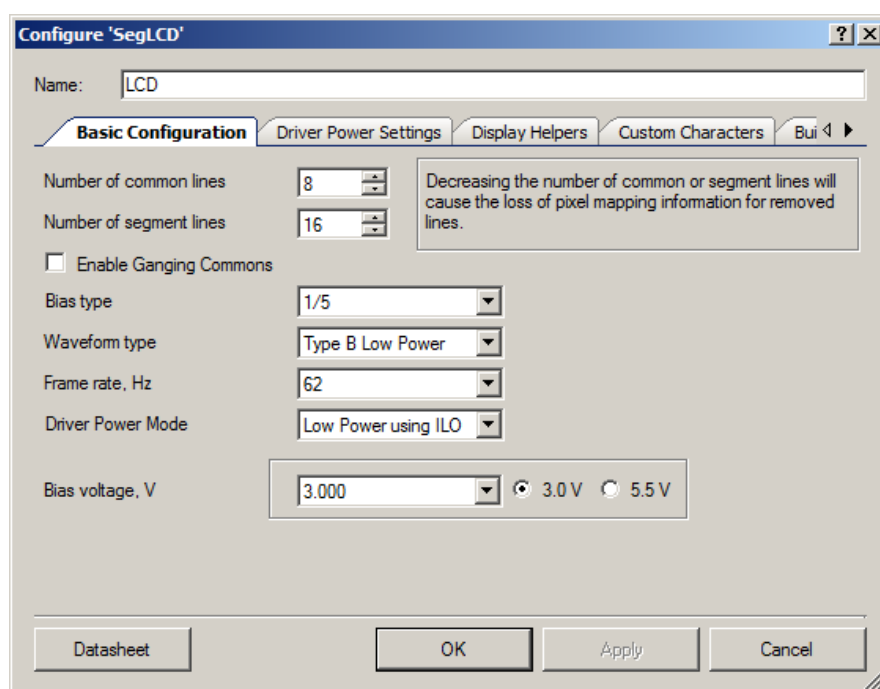 Configure 'SegLCD'
Name: LCD
Basic Configuration Driver Power Settings Display Helpers Custom Characters Bui
Number of common lines 8
Number of segment lines 16
Decreasing the number of common or segment lines will
cause the loss of pixel mapping information for removed
lines.
Enable Ganging Commons
Bias type 1/5
Waveform type Type B Low Power
Frame rate, Hz 62
Driver Power Mode Low Power using ILO
Bias voltage, V 3.000 3.0 V 5.5 V
Datasheet OK Apply Cancel